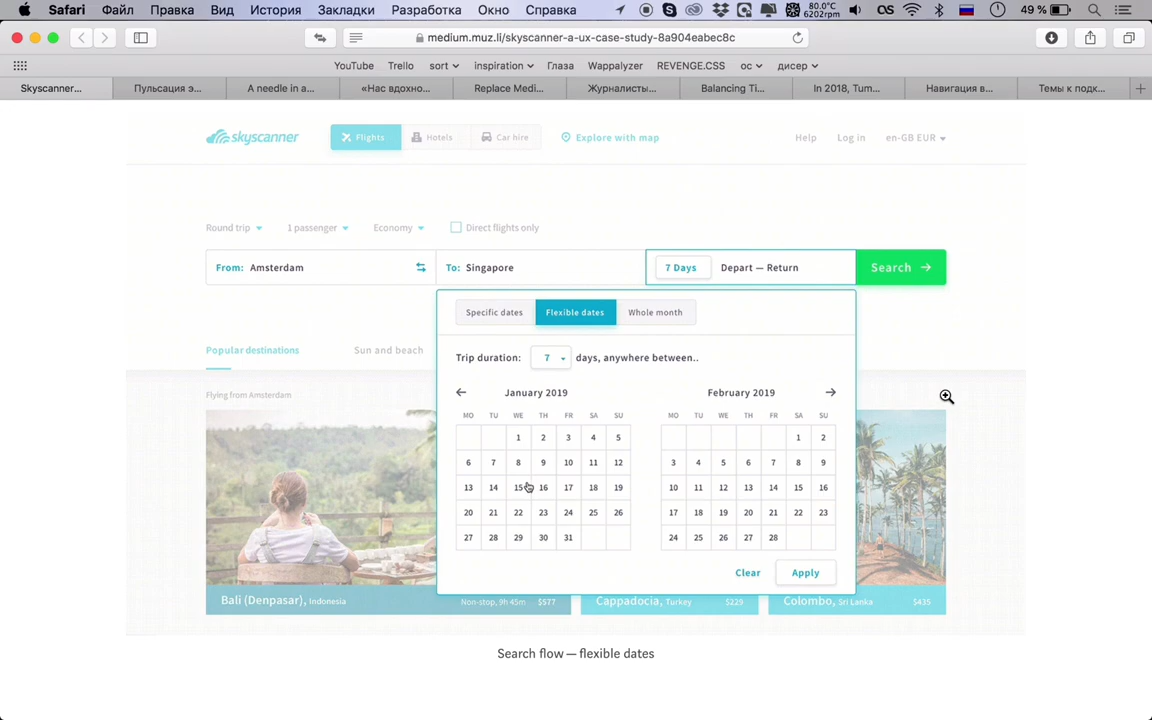 Safari Файл Правка Вид История Закладки Разработка Окно Справка 80.0°C 6202rpm 49 %
medium.muz.li/skyscanner-a-ux-case-study-8a904eabec8c
YouTube Trello sort inspiration Глаза Wappalyzer REVENGE.CSS ос дисер
Skyscanner... Пульсация э... A needle in a... «Нас вдохно... Replace Medi... Журналисты... Balancing Ti... In 2018, Tum... Навигация в... Темы к подк...
skyscanner Flights Hotels Car hire Explore with map Help Log in en-GB EUR
Round trip 1 passenger Economy Direct flights only
From: Amsterdam To: Singapore 7 Days Depart — Return Search
Specific dates Flexible dates Whole month
Popular destinations Sun and beach
Trip duration: 7 days, anywhere between..
Flying from Amsterdam
January 2019 February 2019
MO TU WE TH FR SA SU MO TU WE TH FR SA SU
1 2 3 4 5 1 2
6 7 8 9 10 11 12 3 4 5 6 7 8 9
13 14 15 16 17 18 19 10 11 12 13 14 15 16
20 21 22 23 24 25 26 17 18 19 20 21 22 23
27 28 29 30 31 24 25 26 27 28
Clear Apply
Bali (Denpasar), Indonesia Non-stop, 9h 45m $577 Cappadocia, Turkey $229 Colombo, Sri Lanka $435
Search flow — flexible dates